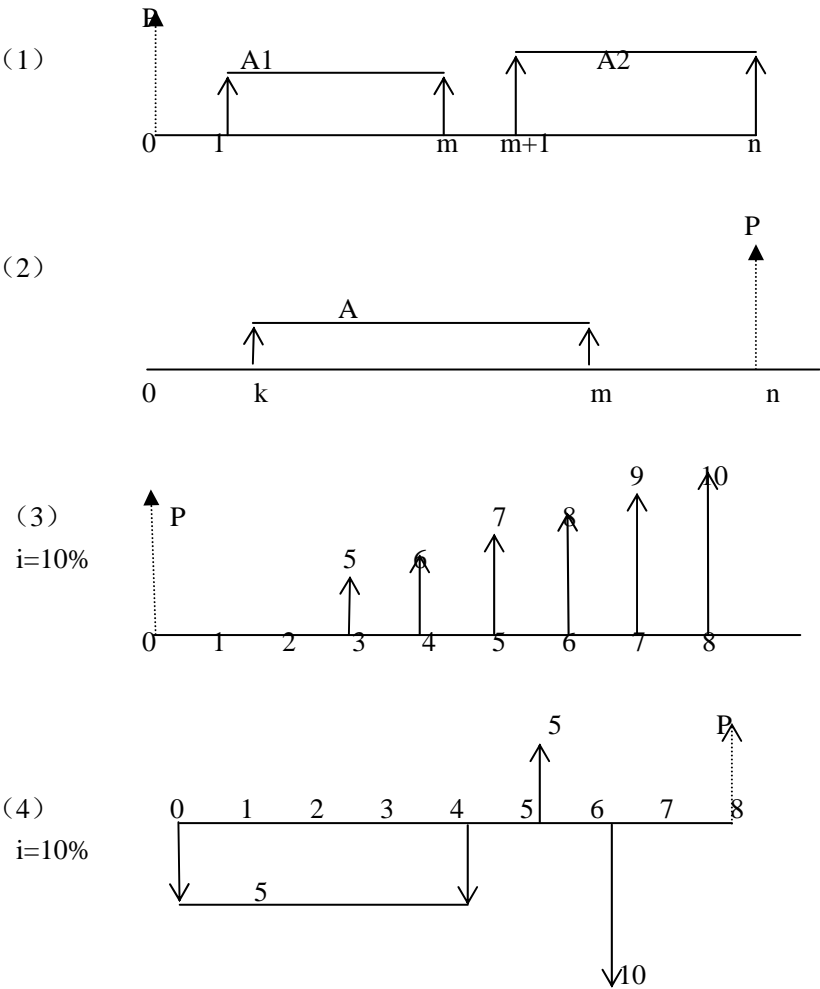 P
（1） A1 A2
0 1 m m+1 n
P
（2）
A
0 k m n
9 10
（3） P 7 8
i=10% 5 6
0 1 2 3 4 5 6 7 8
5 P
（4） 0 1 2 3 4 5 6 7 8
i=10%
5
10